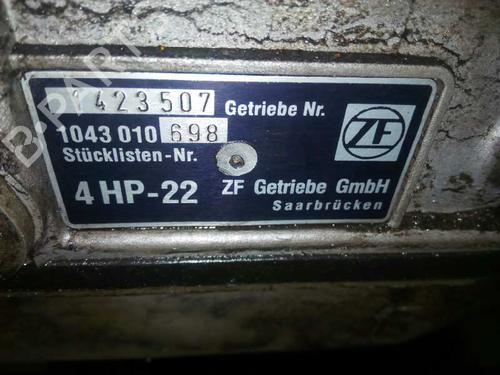 1423507 Getriebe Nr.
1043 010 698
Stücklisten-Nr.
ZF
4 HP-22 ZF Getriebe GmbH
Saarbrücken